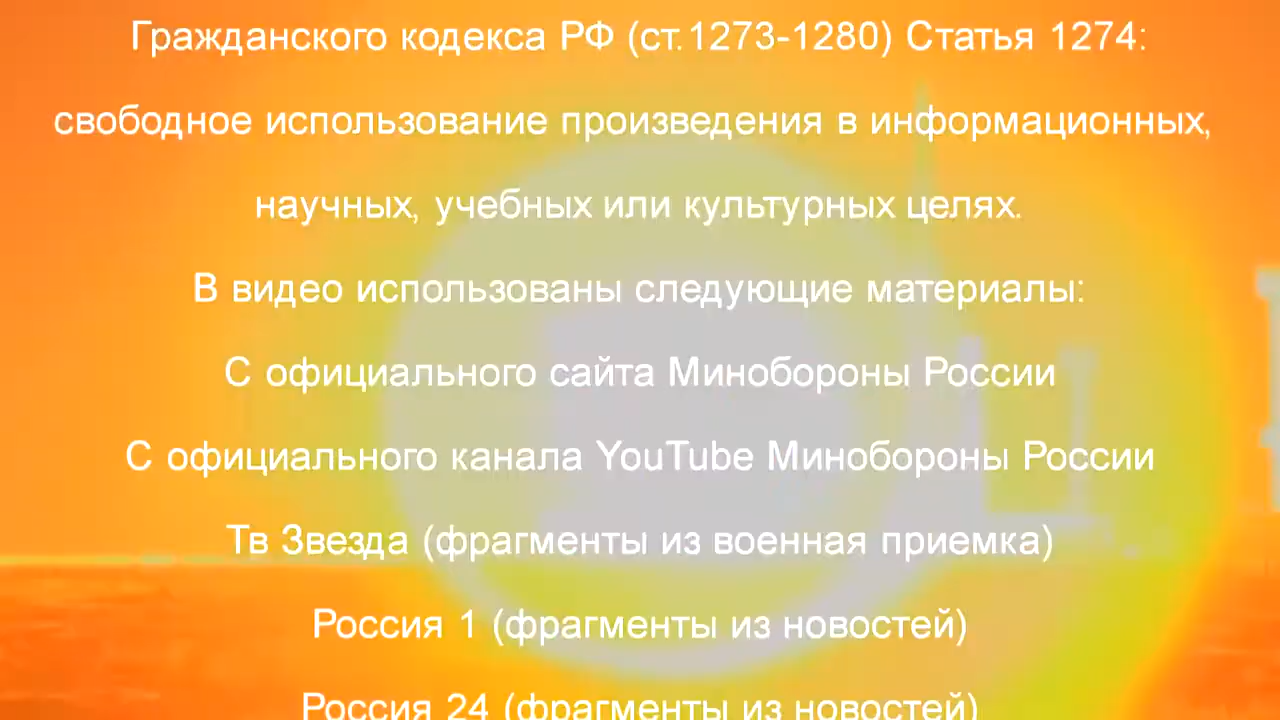 Гражданского кодекса РФ (ст.1273-1280) Статья 1274:
свободное использование произведения в информационных,
научных, учебных или культурных целях.
В видео использованы следующие материалы:
С официального сайта Минобороны России
С официального канала YouTube Минобороны России
Тв Звезда (фрагменты из военная приемка)
Россия 1 (фрагменты из новостей)
Россия 24 (фрагменты из новостей)